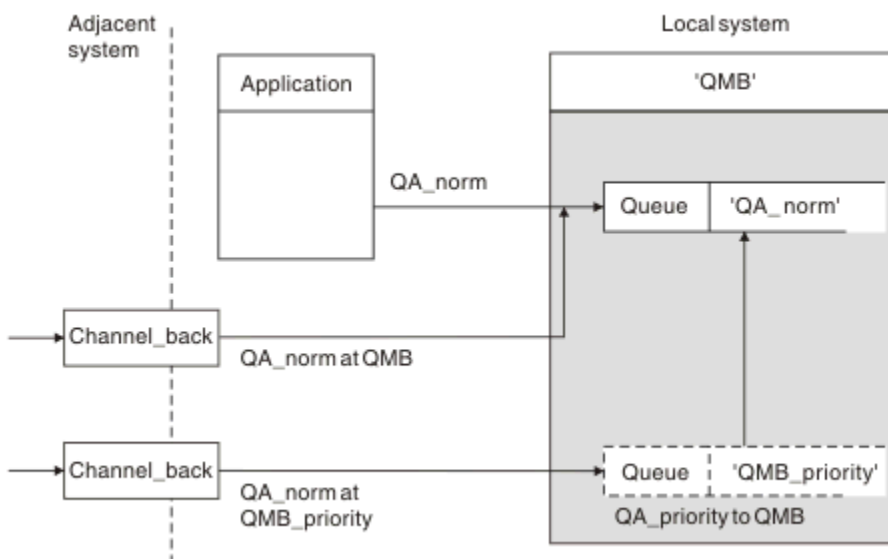 Adjacent
system
Local system
Application
'QMB'
QA_norm
Queue
'QA_norm'
Channel_back
QA_norm at QMB
Channel_back
QA_norm at
QMB_priority
Queue
'QMB_priority'
QA_priority to QMB